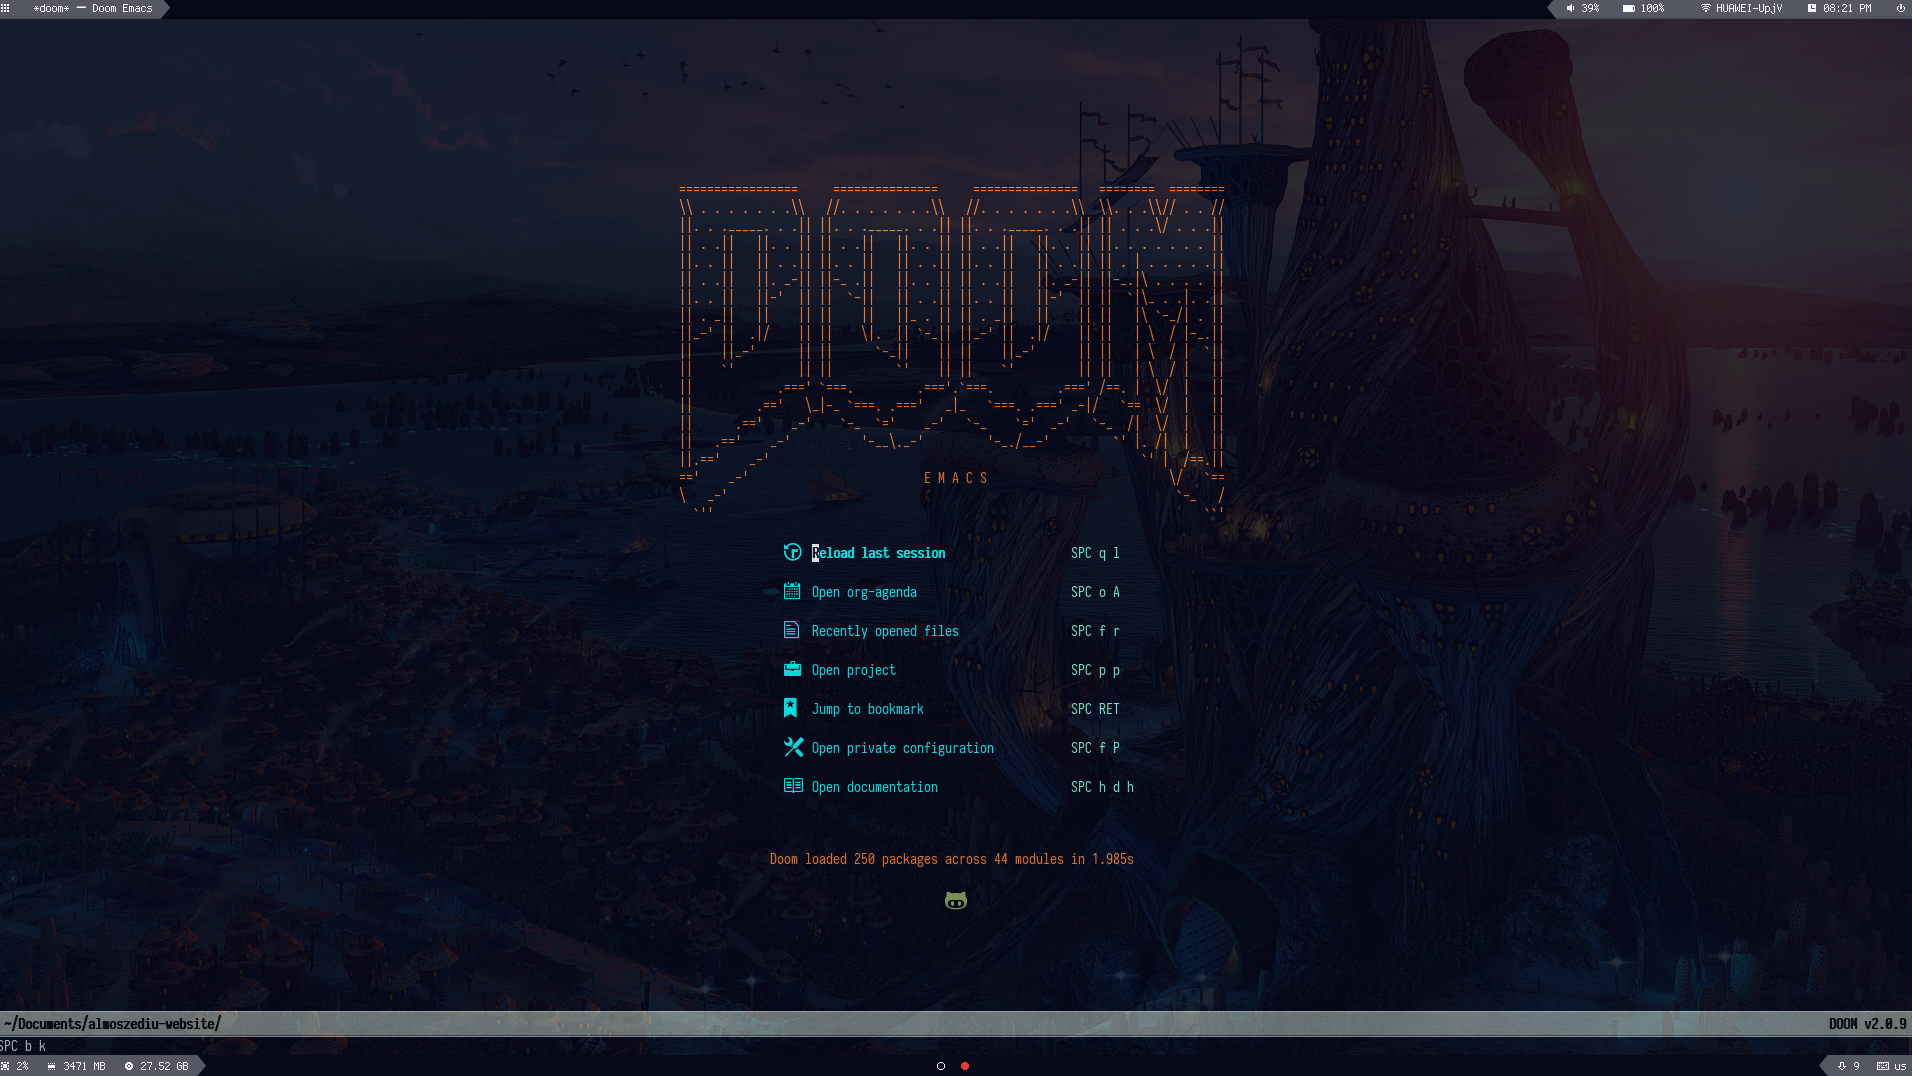 *doom* — Doom Emacs
39% 100% HUAWEI-UpjV 08:21 PM
EMACS
Reload last session SPC q l
Open org-agenda SPC o A
Recently opened files SPC f r
Open project SPC p p
Jump to bookmark SPC RET
Open private configuration SPC f P
Open documentation SPC h d h
Doom loaded 250 packages across 44 modules in 1.985s
~/Documents/almoszediu-website/ DOOM v2.0.9
SPC b k
2% 3471 MB 27.52 GB 9 us